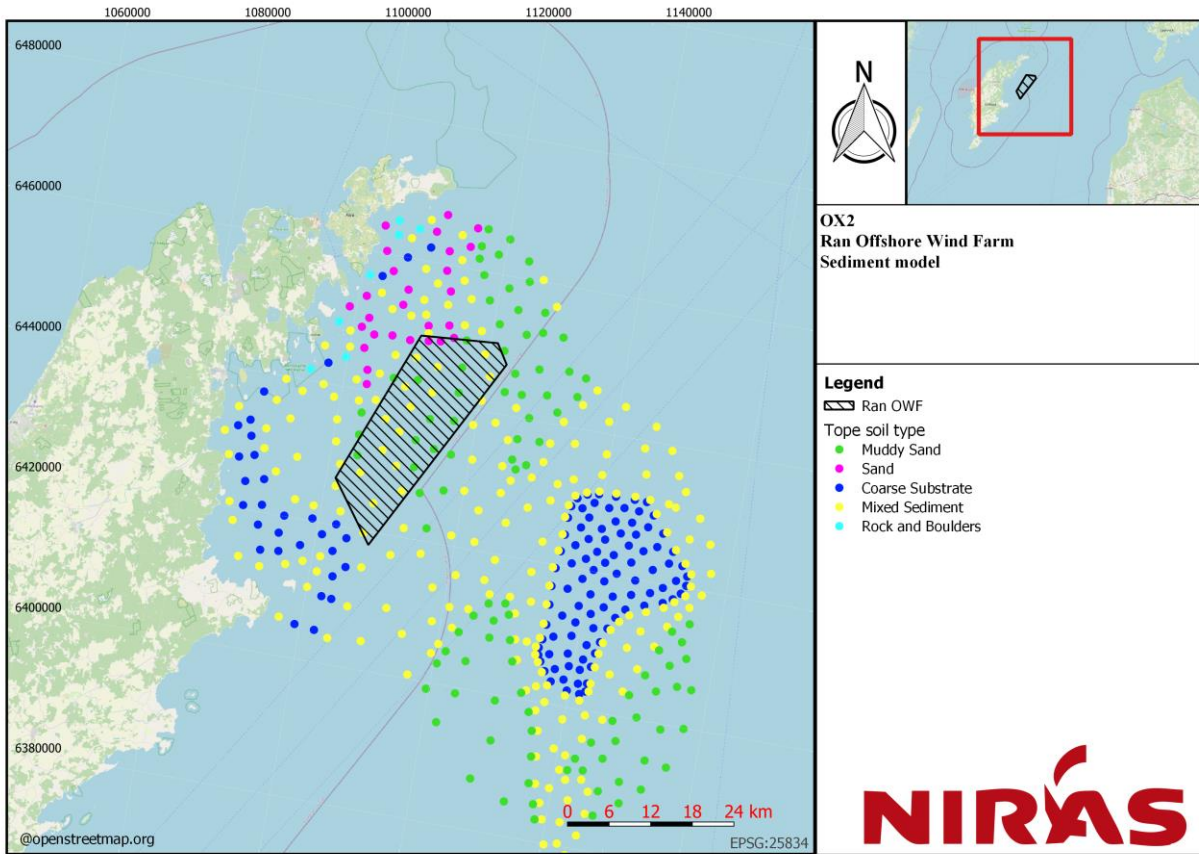 1060000
1080000
1100000
1120000
1140000
6480000
6460000
6440000
6420000
6400000
6380000
N
OX2
Ran Offshore Wind Farm
Sediment model
Legend
Ran OWF
Tope soil type
Muddy Sand
Sand
Coarse Substrate
Mixed Sediment
Rock and Boulders
0 6 12 18 24 km
@openstreetmap.org
EPSG:25834
NIRAS